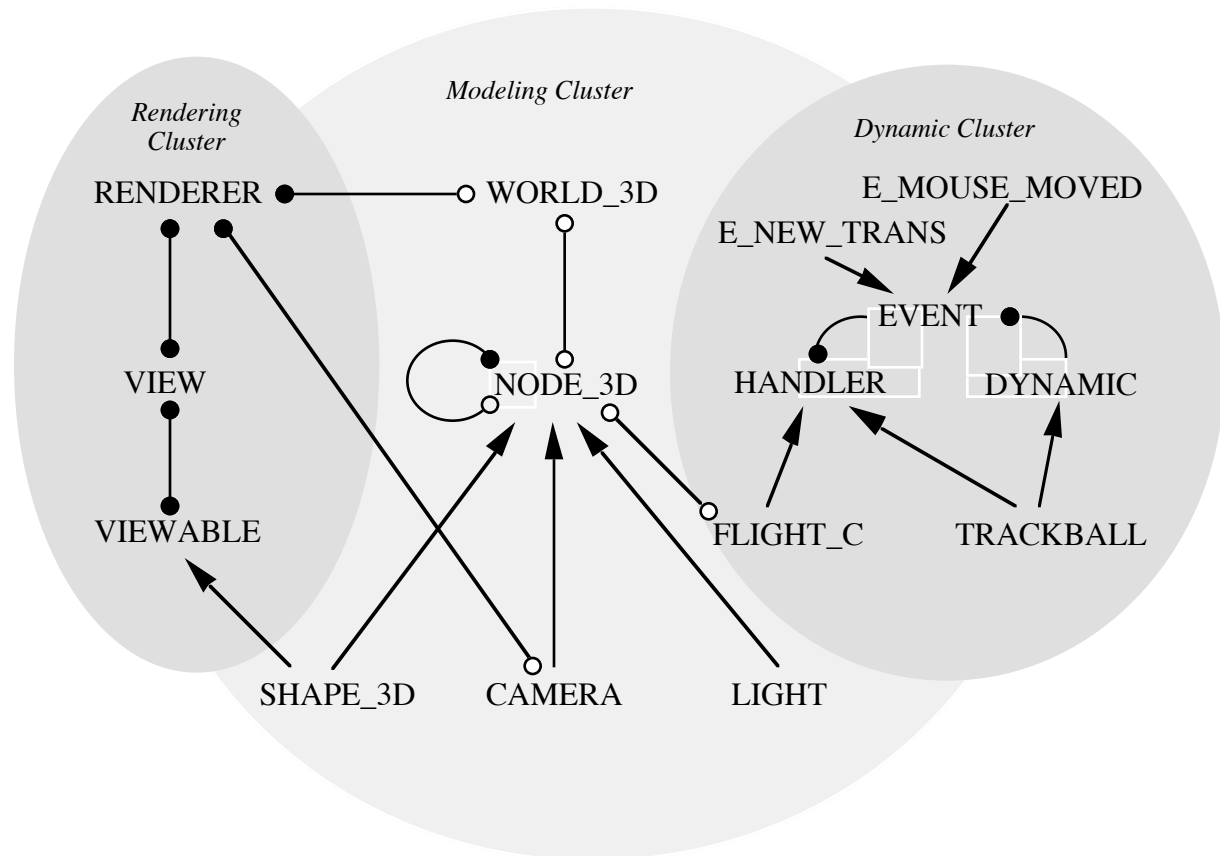 Modeling Cluster
Rendering
Cluster
Dynamic Cluster
RENDERER
WORLD_3D
E_MOUSE_MOVED
E_NEW_TRANS
EVENT
VIEW
NODE_3D
HANDLER
DYNAMIC
VIEWABLE
FLIGHT_C
TRACKBALL
SHAPE_3D
CAMERA
LIGHT